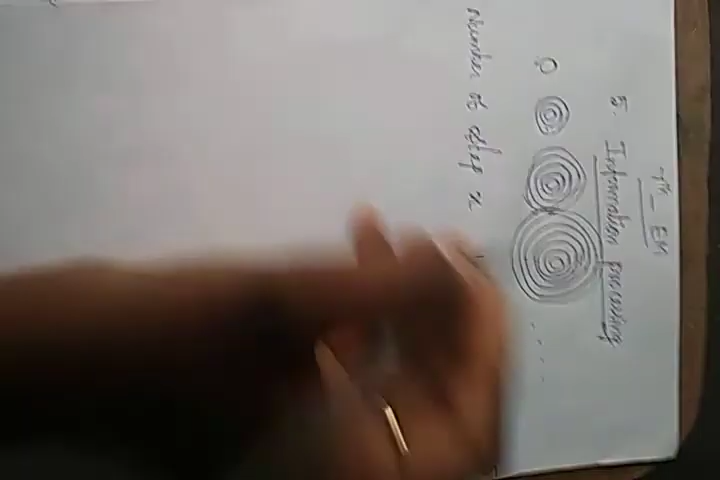 7th - EM
5. Information processing
Number of step x